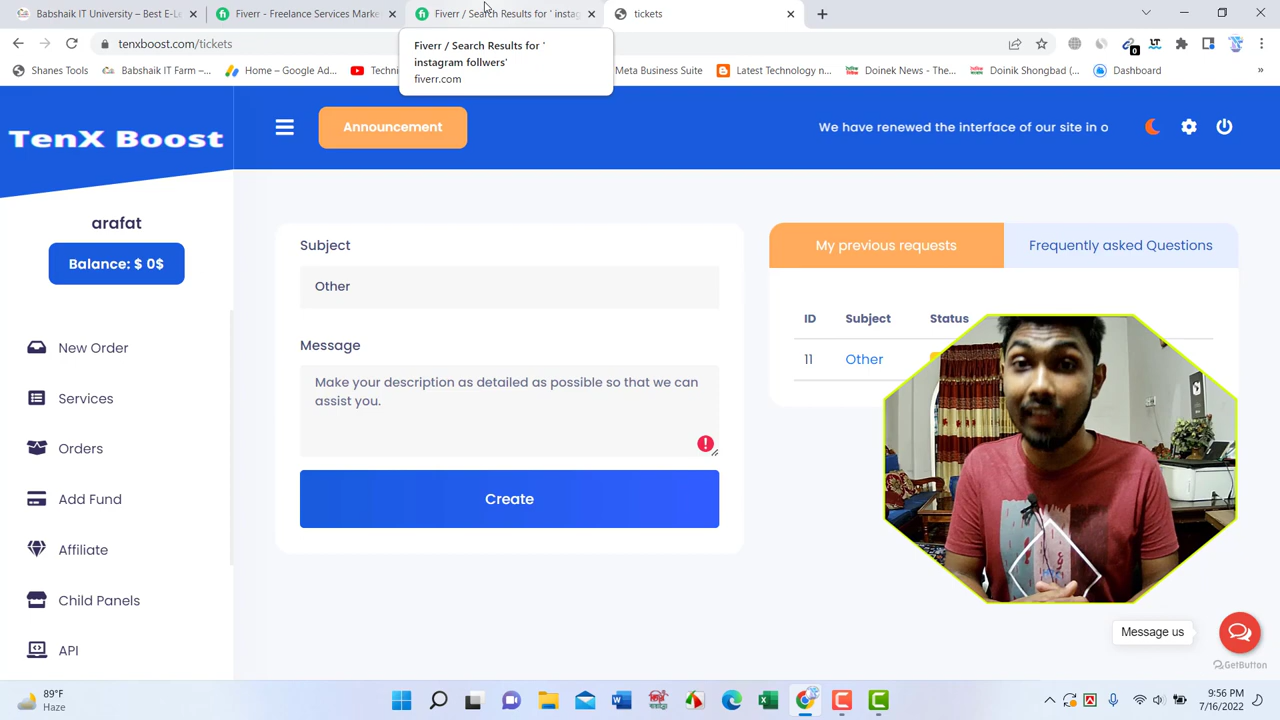 Babshaik IT University – Best E-Le
Fiverr - Freelance Services Market
Fiverr / Search Results for ' instag
tickets
tenxboost.com/tickets
Fiverr / Search Results for '
instagram follwers'
fiverr.com
Shanes Tools
Babshaik IT Farm –...
Home – Google Ad...
Techni
Meta Business Suite
Latest Technology n...
Doinek News - The...
Doinik Shongbad (...
Dashboard
»
TenX Boost
Announcement
We have renewed the interface of our site in o
arafat
Balance: $ 0$
New Order
Services
Orders
Add Fund
Affiliate
Child Panels
API
Subject
Other
Message
Make your description as detailed as possible so that we can
assist you.
Create
My previous requests
Frequently asked Questions
ID Subject Status
11 Other
Message us
GetButton
89°F
Haze
9:56 PM
7/16/2022